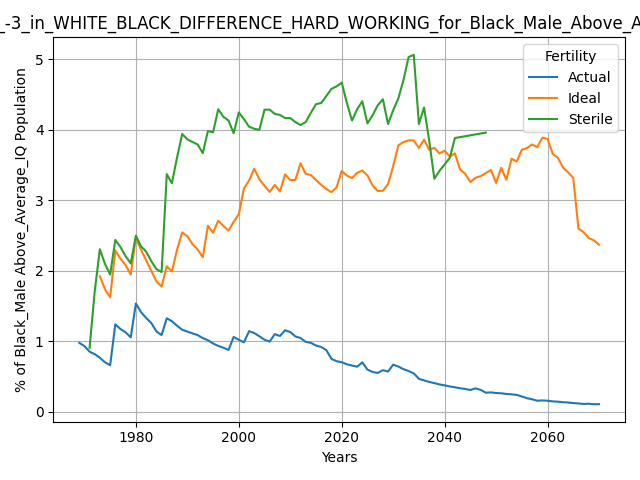 _-3_in_WHITE_BLACK_DIFFERENCE_HARD_WORKING_for_Black_Male_Above_A
% of Black_Male Above_Average_IQ Population
5
4
3
2
1
0
1980
2000
2020
2040
2060
Years
Fertility
Actual
Ideal
Sterile